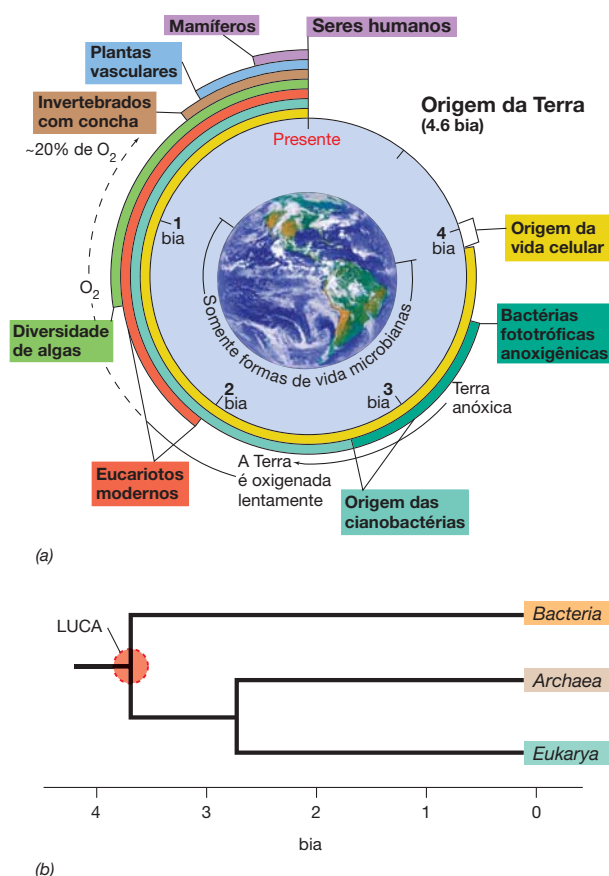 Mamíferos
Seres humanos
Plantas
vasculares
Invertebrados
com concha
~20% de O2
Origem da Terra
(4.6 bia)
Presente
1
bia
4
bia
Origem da
vida celular
O2
Somente formas de vida microbianas
Diversidade
de algas
Bactérias
fototróficas
anoxigênicas
2
bia
3
bia
Terra
anóxica
Eucariotos
modernos
A Terra
é oxigenada
lentamente
Origem das
cianobactérias
(a)
LUCA
Bacteria
Archaea
Eukarya
4 3 2 1 0
bia
(b)